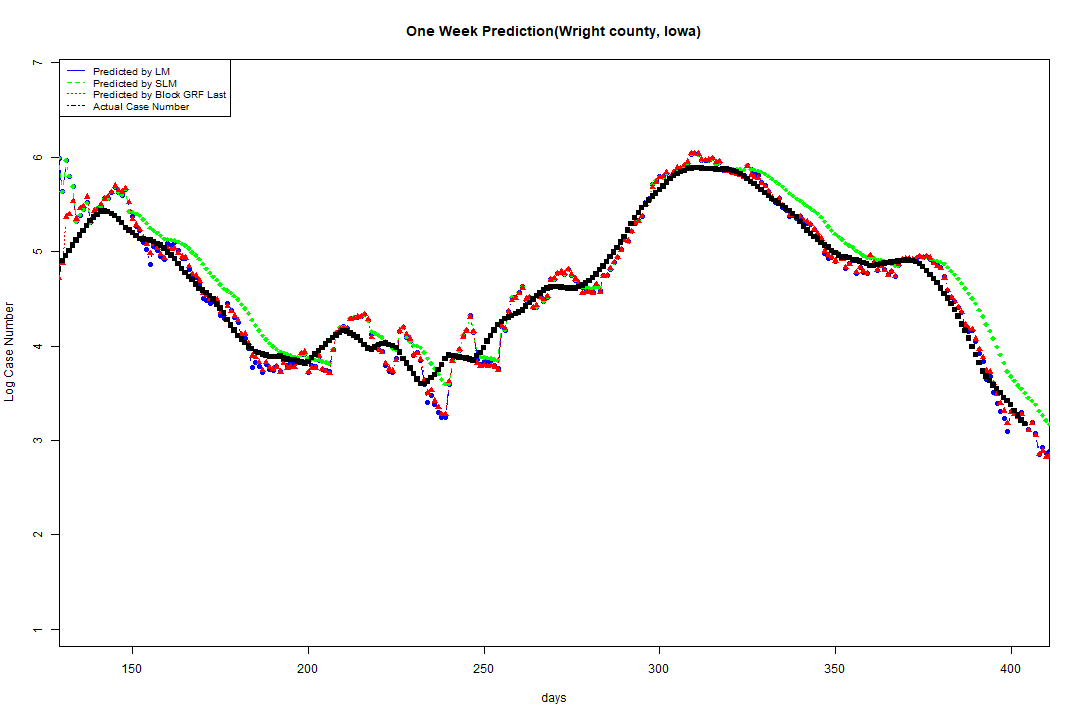 One Week Prediction(Wright county, Iowa)
7
6
5
4
3
2
1
Log Case Number
Predicted by LM
Predicted by SLM
Predicted by Block GRF Last
Actual Case Number
150 200 250 300 350 400
days